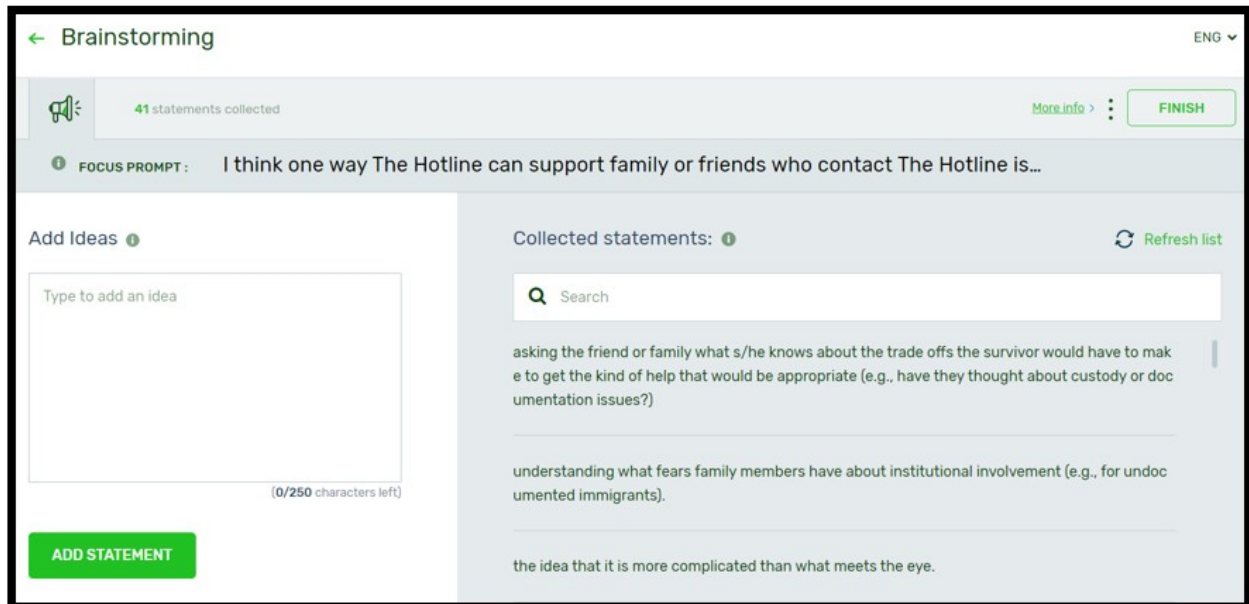 ← Brainstorming
ENG
41 statements collected
More info >
FINISH
FOCUS PROMPT: I think one way The Hotline can support family or friends who contact The Hotline is...
Add Ideas
Type to add an idea
(0/250 characters left)
ADD STATEMENT
Collected statements:
Refresh list
Search
asking the friend or family what s/he knows about the trade offs the survivor would have to mak
e to get the kind of help that would be appropriate (e.g., have they thought about custody or doc
umentation issues?)
understanding what fears family members have about institutional involvement (e.g., for undoc
umented immigrants).
the idea that it is more complicated than what meets the eye.